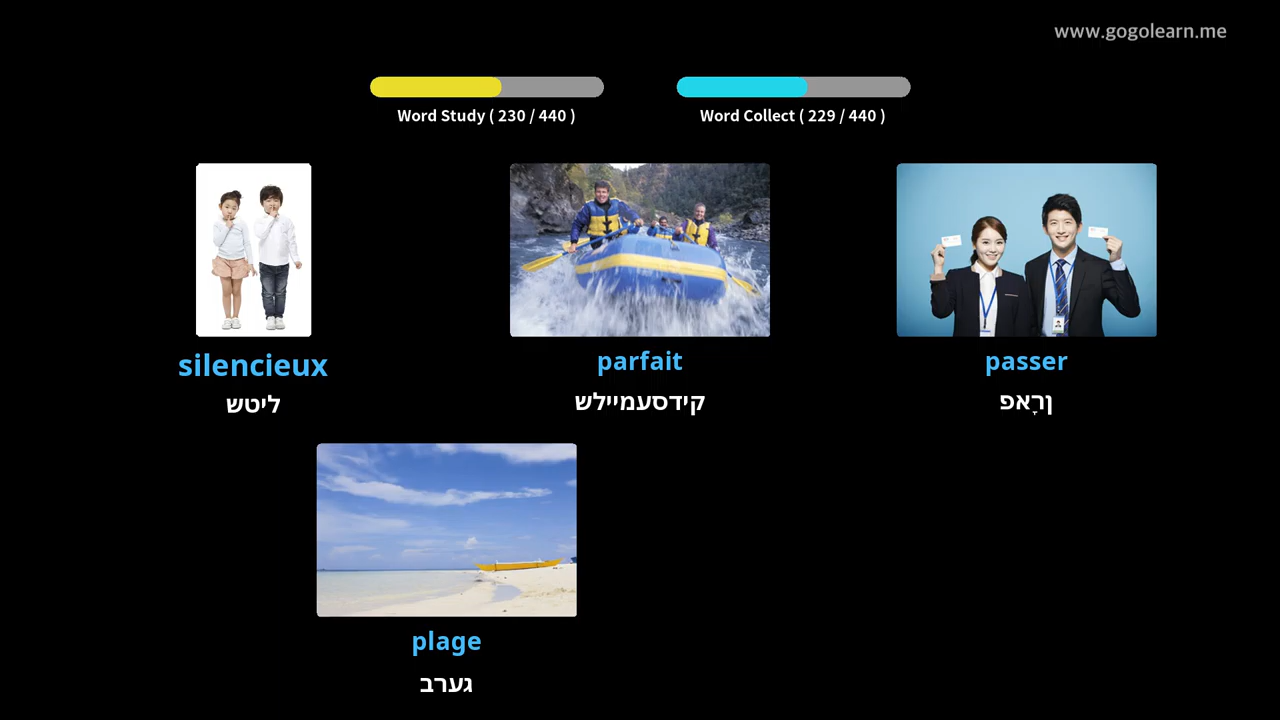 www.gogolearn.me
Word Study ( 230 / 440 )
Word Collect ( 229 / 440 )
silencieux
ליטש
parfait
קידסעמיילש
passer
ןרָאפ
plage
גערב